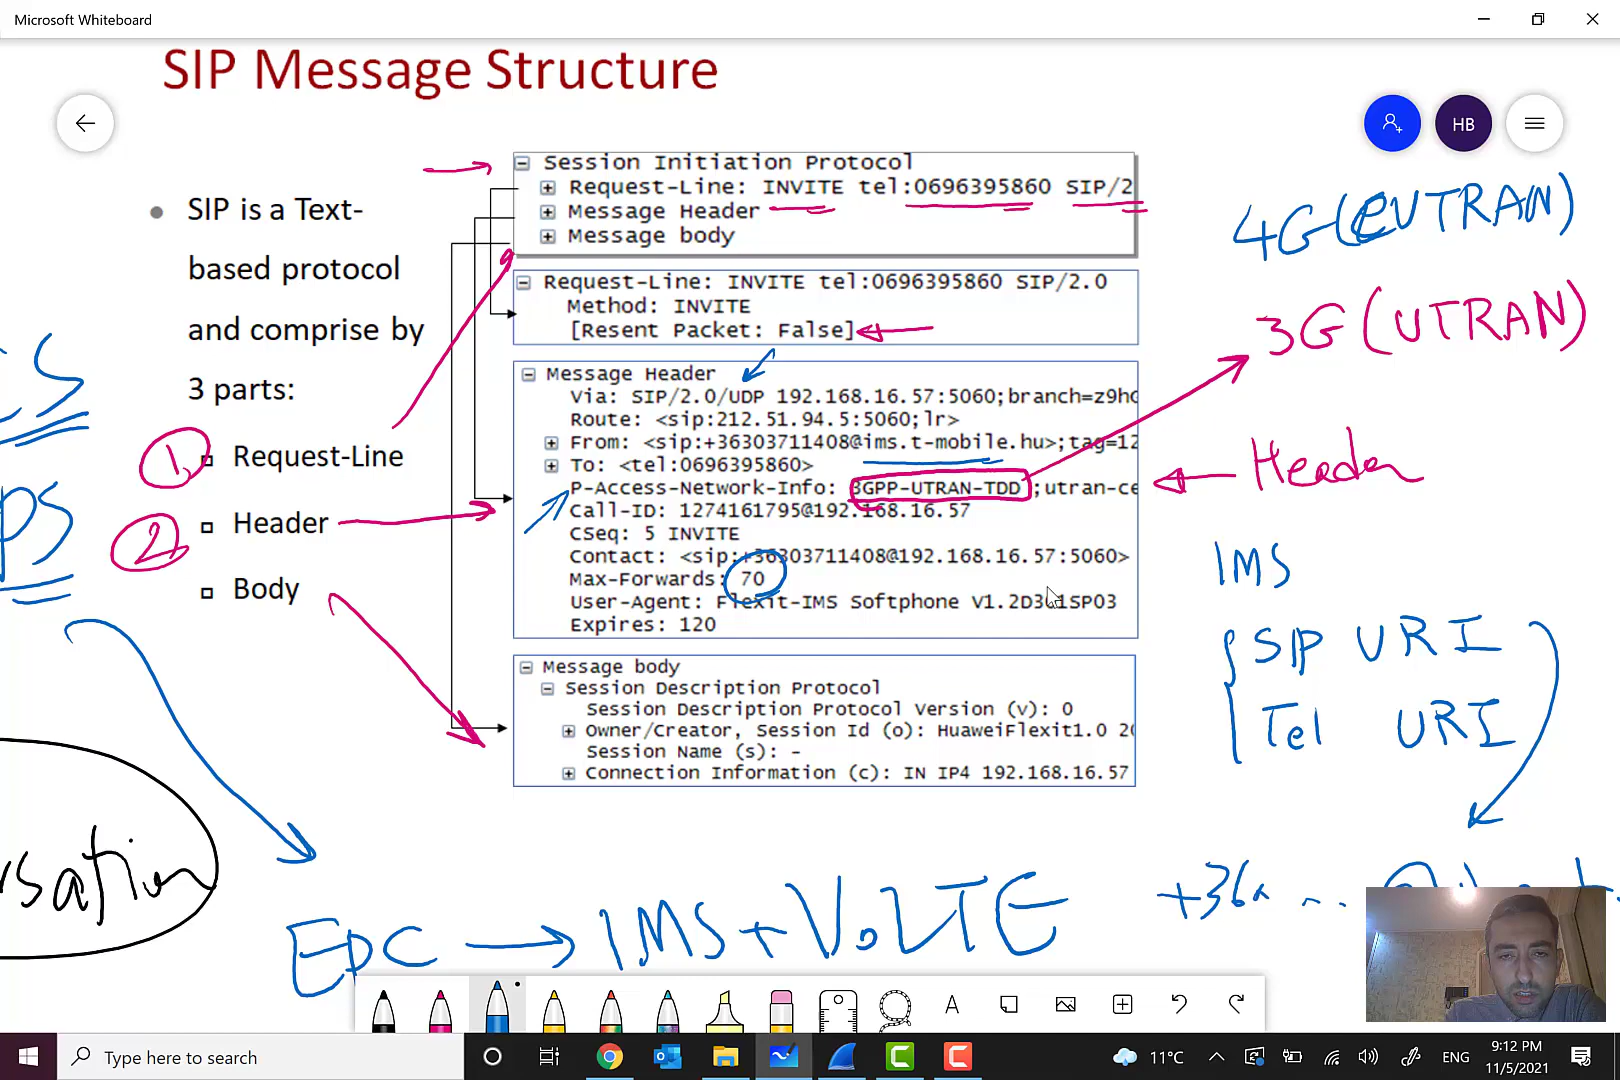 Microsoft Whiteboard
SIP Message Structure
HB
SIP is a Text-
based protocol
and comprise by
3 parts:
1.
Request-Line
2
Header
Body
PS
Session Initiation Protocol
Request-Line: INVITE tel:0696395860 SIP/2
Message Header
Message body
Request-Line: INVITE tel:0696395860 SIP/2.0
Method: INVITE
[Resent Packet: False]
Message Header
Via: SIP/2.0/UDP 192.168.16.57:5060;branch=z9hG
Route: <sip:212.51.94.5:5060;lr>
From: <sip:+36303711408@ims.t-mobile.hu>;tag=12
To: <tel:0696395860>
P-Access-Network-Info: 3GPP-UTRAN-TDD ;utran-ce
Call-ID: 1274161795@192.168.16.57
CSeq: 5 INVITE
Contact: <sip:+36303711408@192.168.16.57:5060>
Max-Forwards: 70
User-Agent: Flexit-IMS Softphone
Expires: 120
Message body
Session Description Protocol
Session Description Protocol Version (v): 0
Owner/Creator, Session Id (o): HuaweiFlexit1.0 20
Session Name (s): -
Connection Information (c): IN IP4 192.168.16.57
4G(eUTRAN)
3G(UTRAN)
Header
IMS
SIP URI
Tel URI
EPC → IMS+VoLTE
Type here to search
11°C
ENG
9:12 PM
11/5/2021